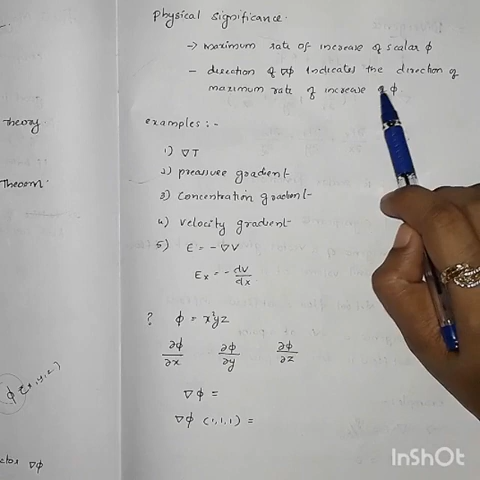 Physical significance.
→ maximum rate of increase of scalar φ
- direction of ∇φ indicates the direction of
maximum rate of increase of φ.
examples :-
1) ∇T
2) pressure gradient
3) concentration gradient
4) velocity gradient
5) E = - ∇V
Ex = - dv/dx
? φ = x²yz
∂φ/∂x ∂φ/∂y ∂φ/∂z
∇φ =
∇φ (1,1,1) =
Theory
Theorem.
φ (x,y,z)
∇φ
InShOt